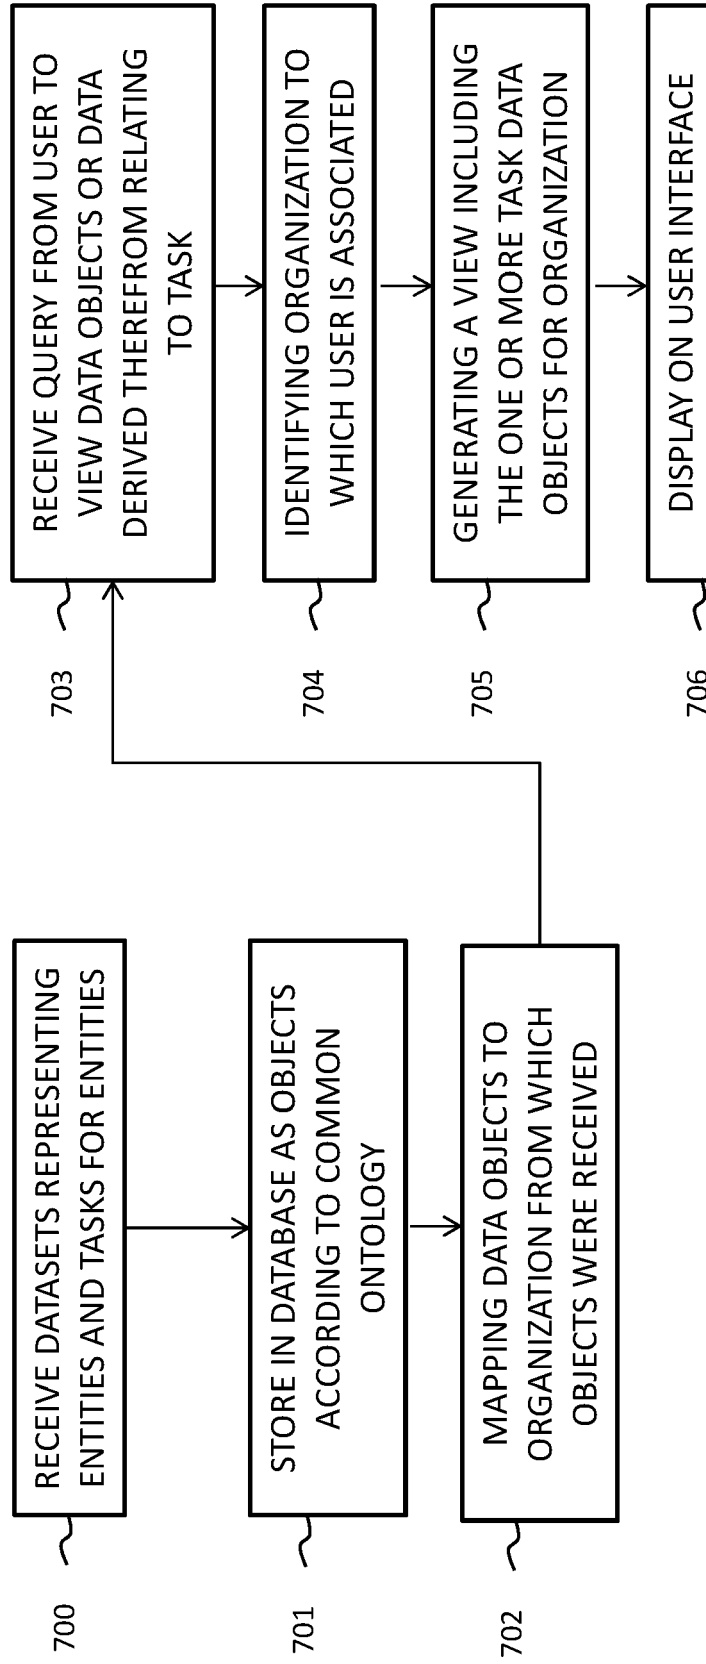 700
RECEIVE DATASETS REPRESENTING
ENTITIES AND TASKS FOR ENTITIES
701
STORE IN DATABASE AS OBJECTS
ACCORDING TO COMMON
ONTOLOGY
702
MAPPING DATA OBJECTS TO
ORGANIZATION FROM WHICH
OBJECTS WERE RECEIVED
703
RECEIVE QUERY FROM USER TO
VIEW DATA OBJECTS OR DATA
DERIVED THEREFROM RELATING
TO TASK
704
IDENTIFYING ORGANIZATION TO
WHICH USER IS ASSOCIATED
705
GENERATING A VIEW INCLUDING
THE ONE OR MORE TASK DATA
OBJECTS FOR ORGANIZATION
706
DISPLAY ON USER INTERFACE